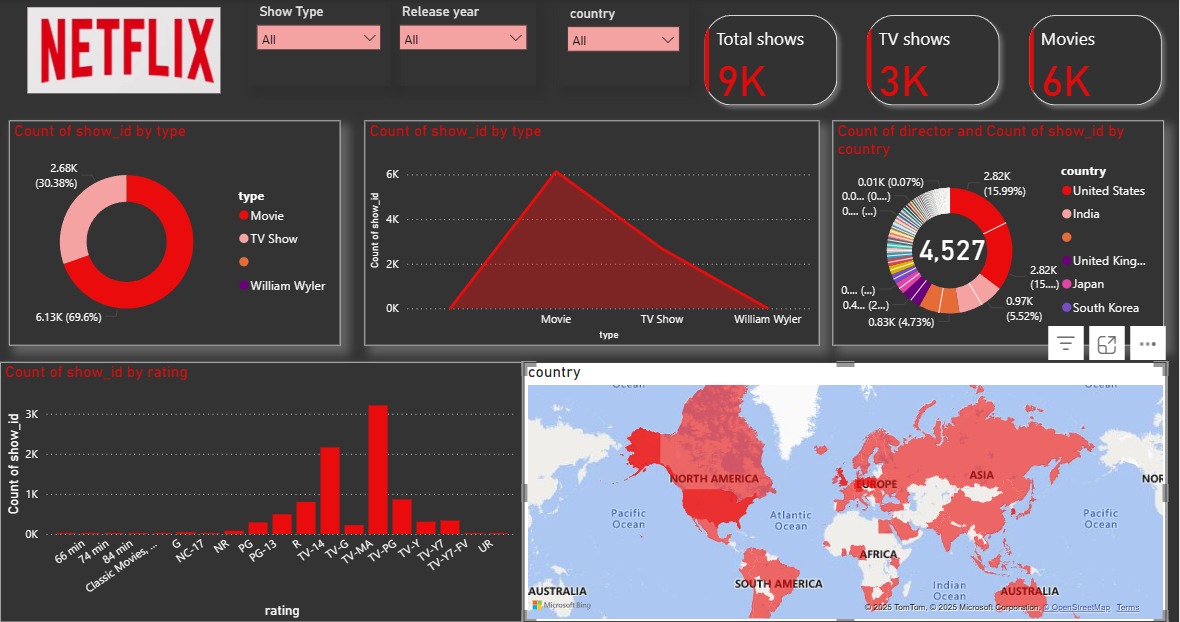 NETFLIX
Show Type
All
Release year
All
country
All
Total shows
9K
TV shows
3K
Movies
6K
Count of show_id by type
2.68K
(30.38%)
6.13K (69.6%)
type
Movie
TV Show
William Wyler
Count of show_id by type
Count of show_id
6K
4K
2K
0K
Movie
TV Show
William Wyler
type
Count of director and Count of show_id by
country
0.01K (0.07%)
0.0... (0....)
0.... (...)
0.... (...)
0.4... (2...)
0.83K (4.73%)
2.82K
(15.99%)
2.82K
(15....)
0.97K
(5.52%)
4,527
country
United States
India
United King...
Japan
South Korea
Count of show_id by rating
Count of show_id
3K
2K
1K
0K
66 min
74 min
84 min
Classic Movies, ...
G
NC-17
NR
PG
PG-13
R
TV-14
TV-G
TV-MA
TV-PG
TV-Y
TV-Y7
TV-Y7-FV
UR
rating
country
Ocean
Ocean
NORTH AMERICA
EUROPE
ASIA
NOR
Pacific
Ocean
Atlantic
Ocean
Pacific
Ocean
AFRICA
SOUTH AMERICA
Indian
Ocean
AUSTRALIA
AUSTRALIA
Microsoft Bing
© 2025 TomTom, © 2025 Microsoft Corporation, © OpenStreetMap Terms